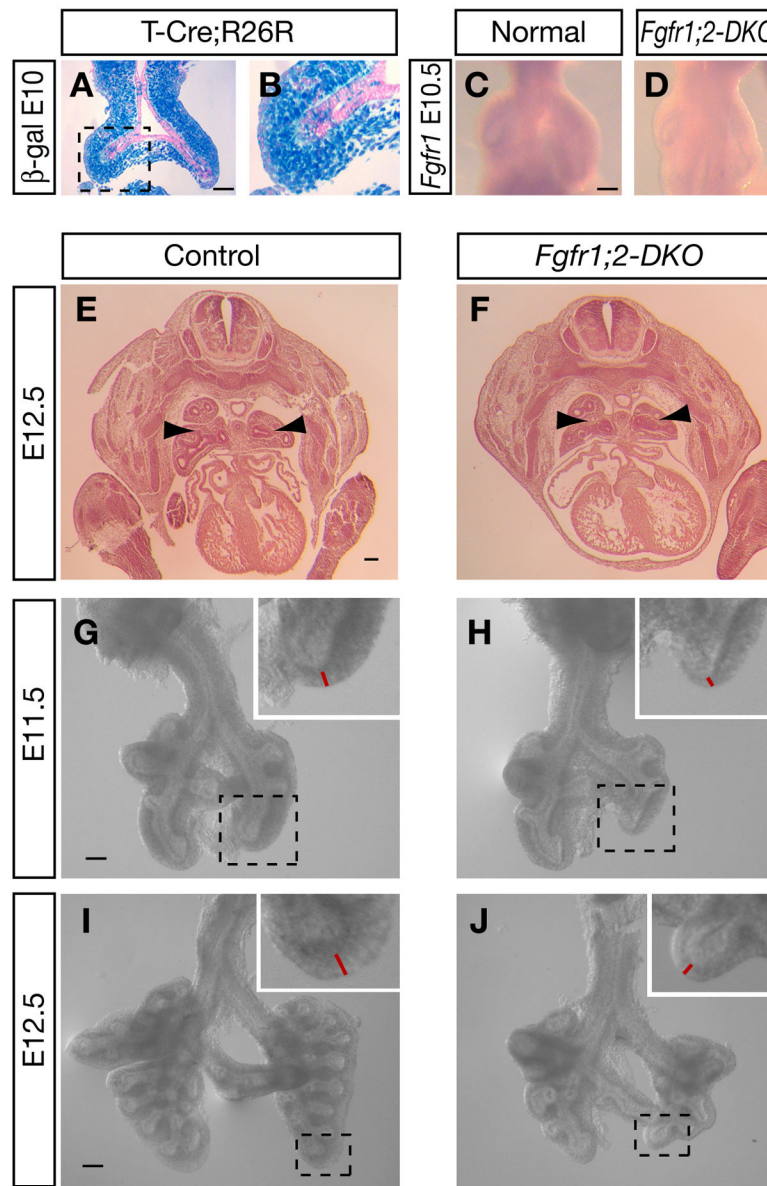 T-Cre;R26R
Normal
Fgfr1;2-DKO
β-gal E10
A
B
Fgfr1 E10.5
C
D
Control
Fgfr1;2-DKO
E12.5
E
F
E11.5
G
H
E12.5
I
J